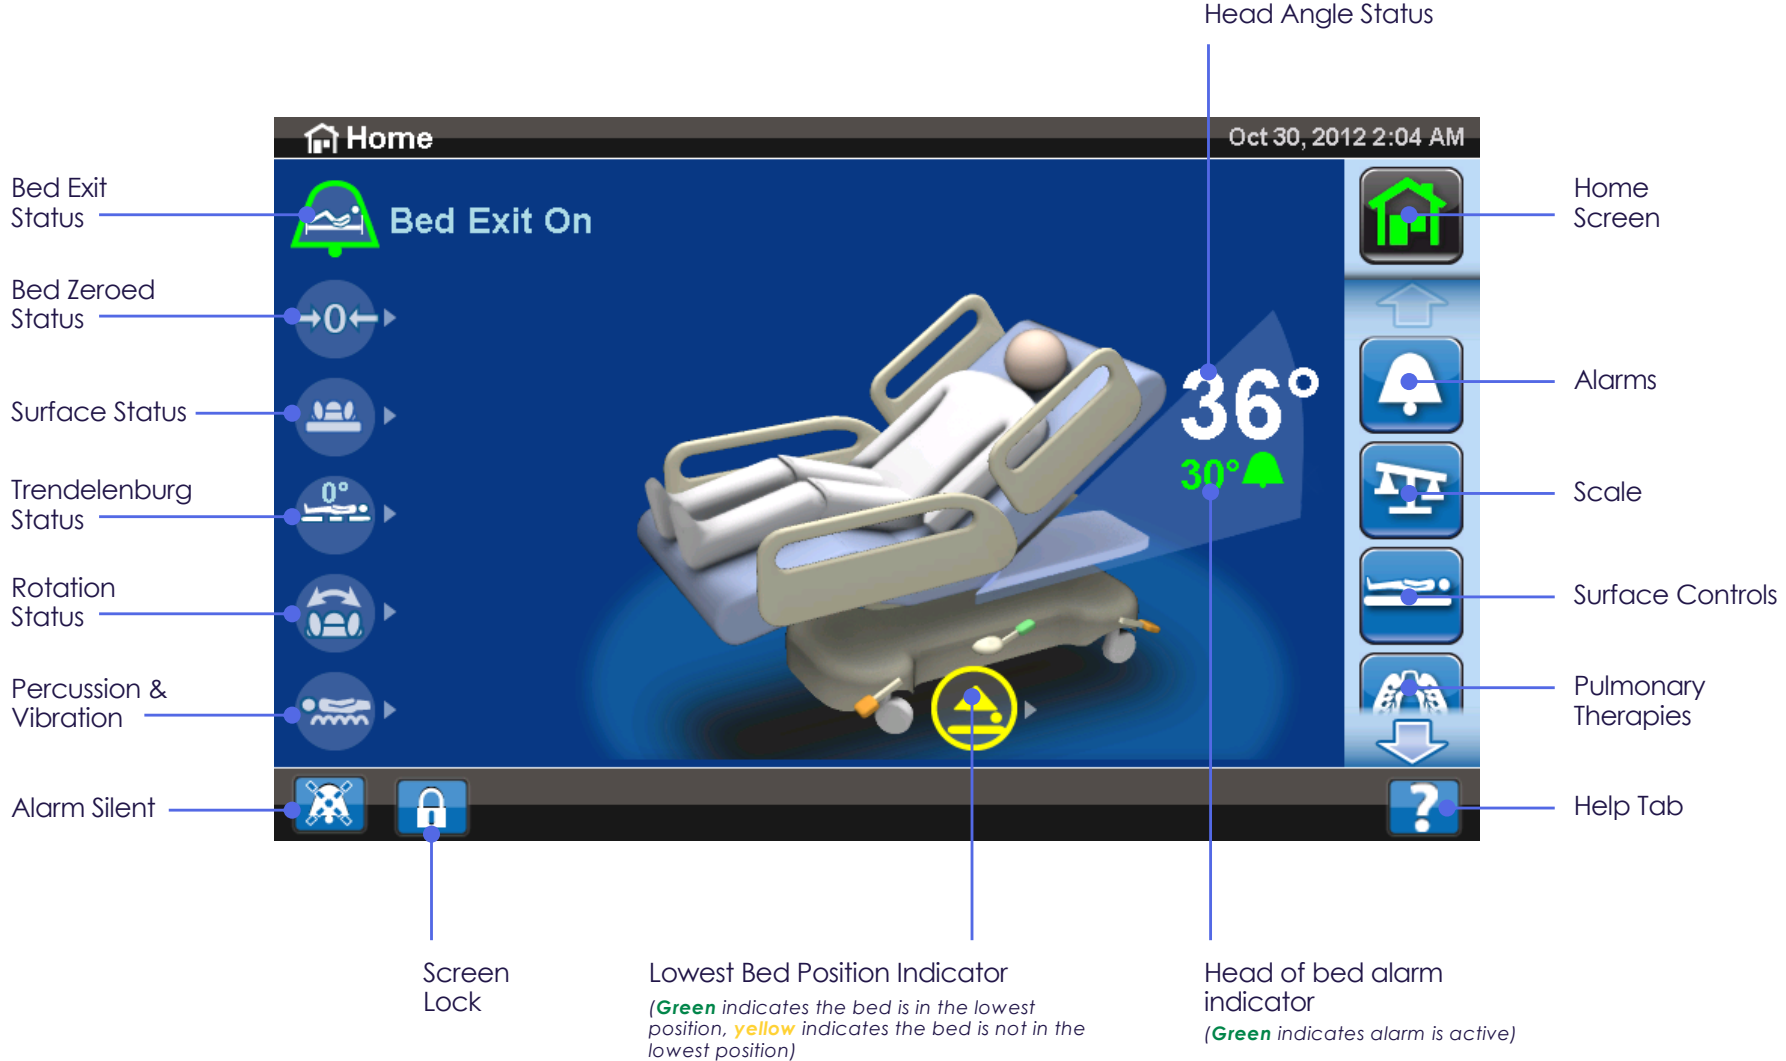 Head Angle Status
Home
Oct 30, 2012 2:04 AM
Bed Exit
Status
Bed Exit On
Home
Screen
Bed Zeroed
Status
→0←
36°
Alarms
Surface Status
30°
Trendelenburg
Status
0°
Scale
Rotation
Status
Surface Controls
Percussion &
Vibration
Pulmonary
Therapies
Alarm Silent
?
Help Tab
Screen
Lock
Lowest Bed Position Indicator
(Green indicates the bed is in the lowest
position, yellow indicates the bed is not in the
lowest position)
Head of bed alarm
indicator
(Green indicates alarm is active)